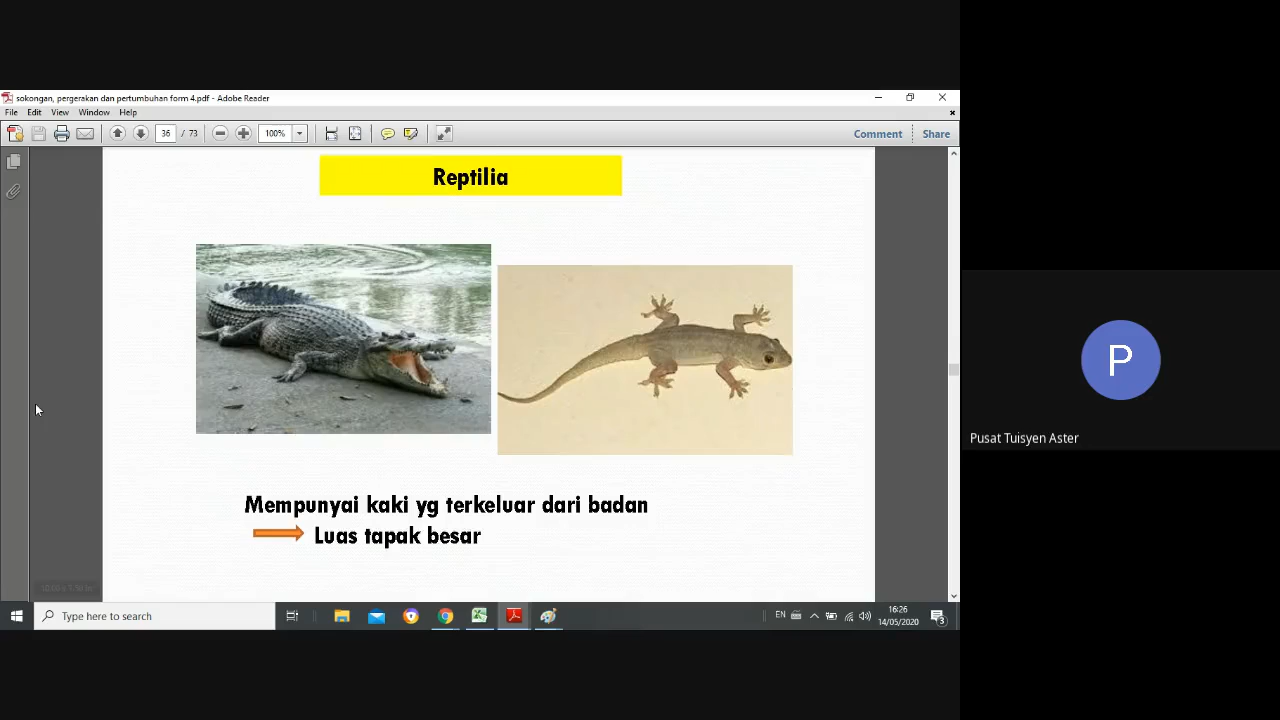 sokongan, pergerakan dan pertumbuhan form 4.pdf - Adobe Reader
File Edit View Window Help
36 / 73 100% Comment Share
Reptilia
Mempunyai kaki yg terkeluar dari badan
Luas tapak besar
P
Pusat Tuisyen Aster
Type here to search
EN
16:26
14/05/2020
3